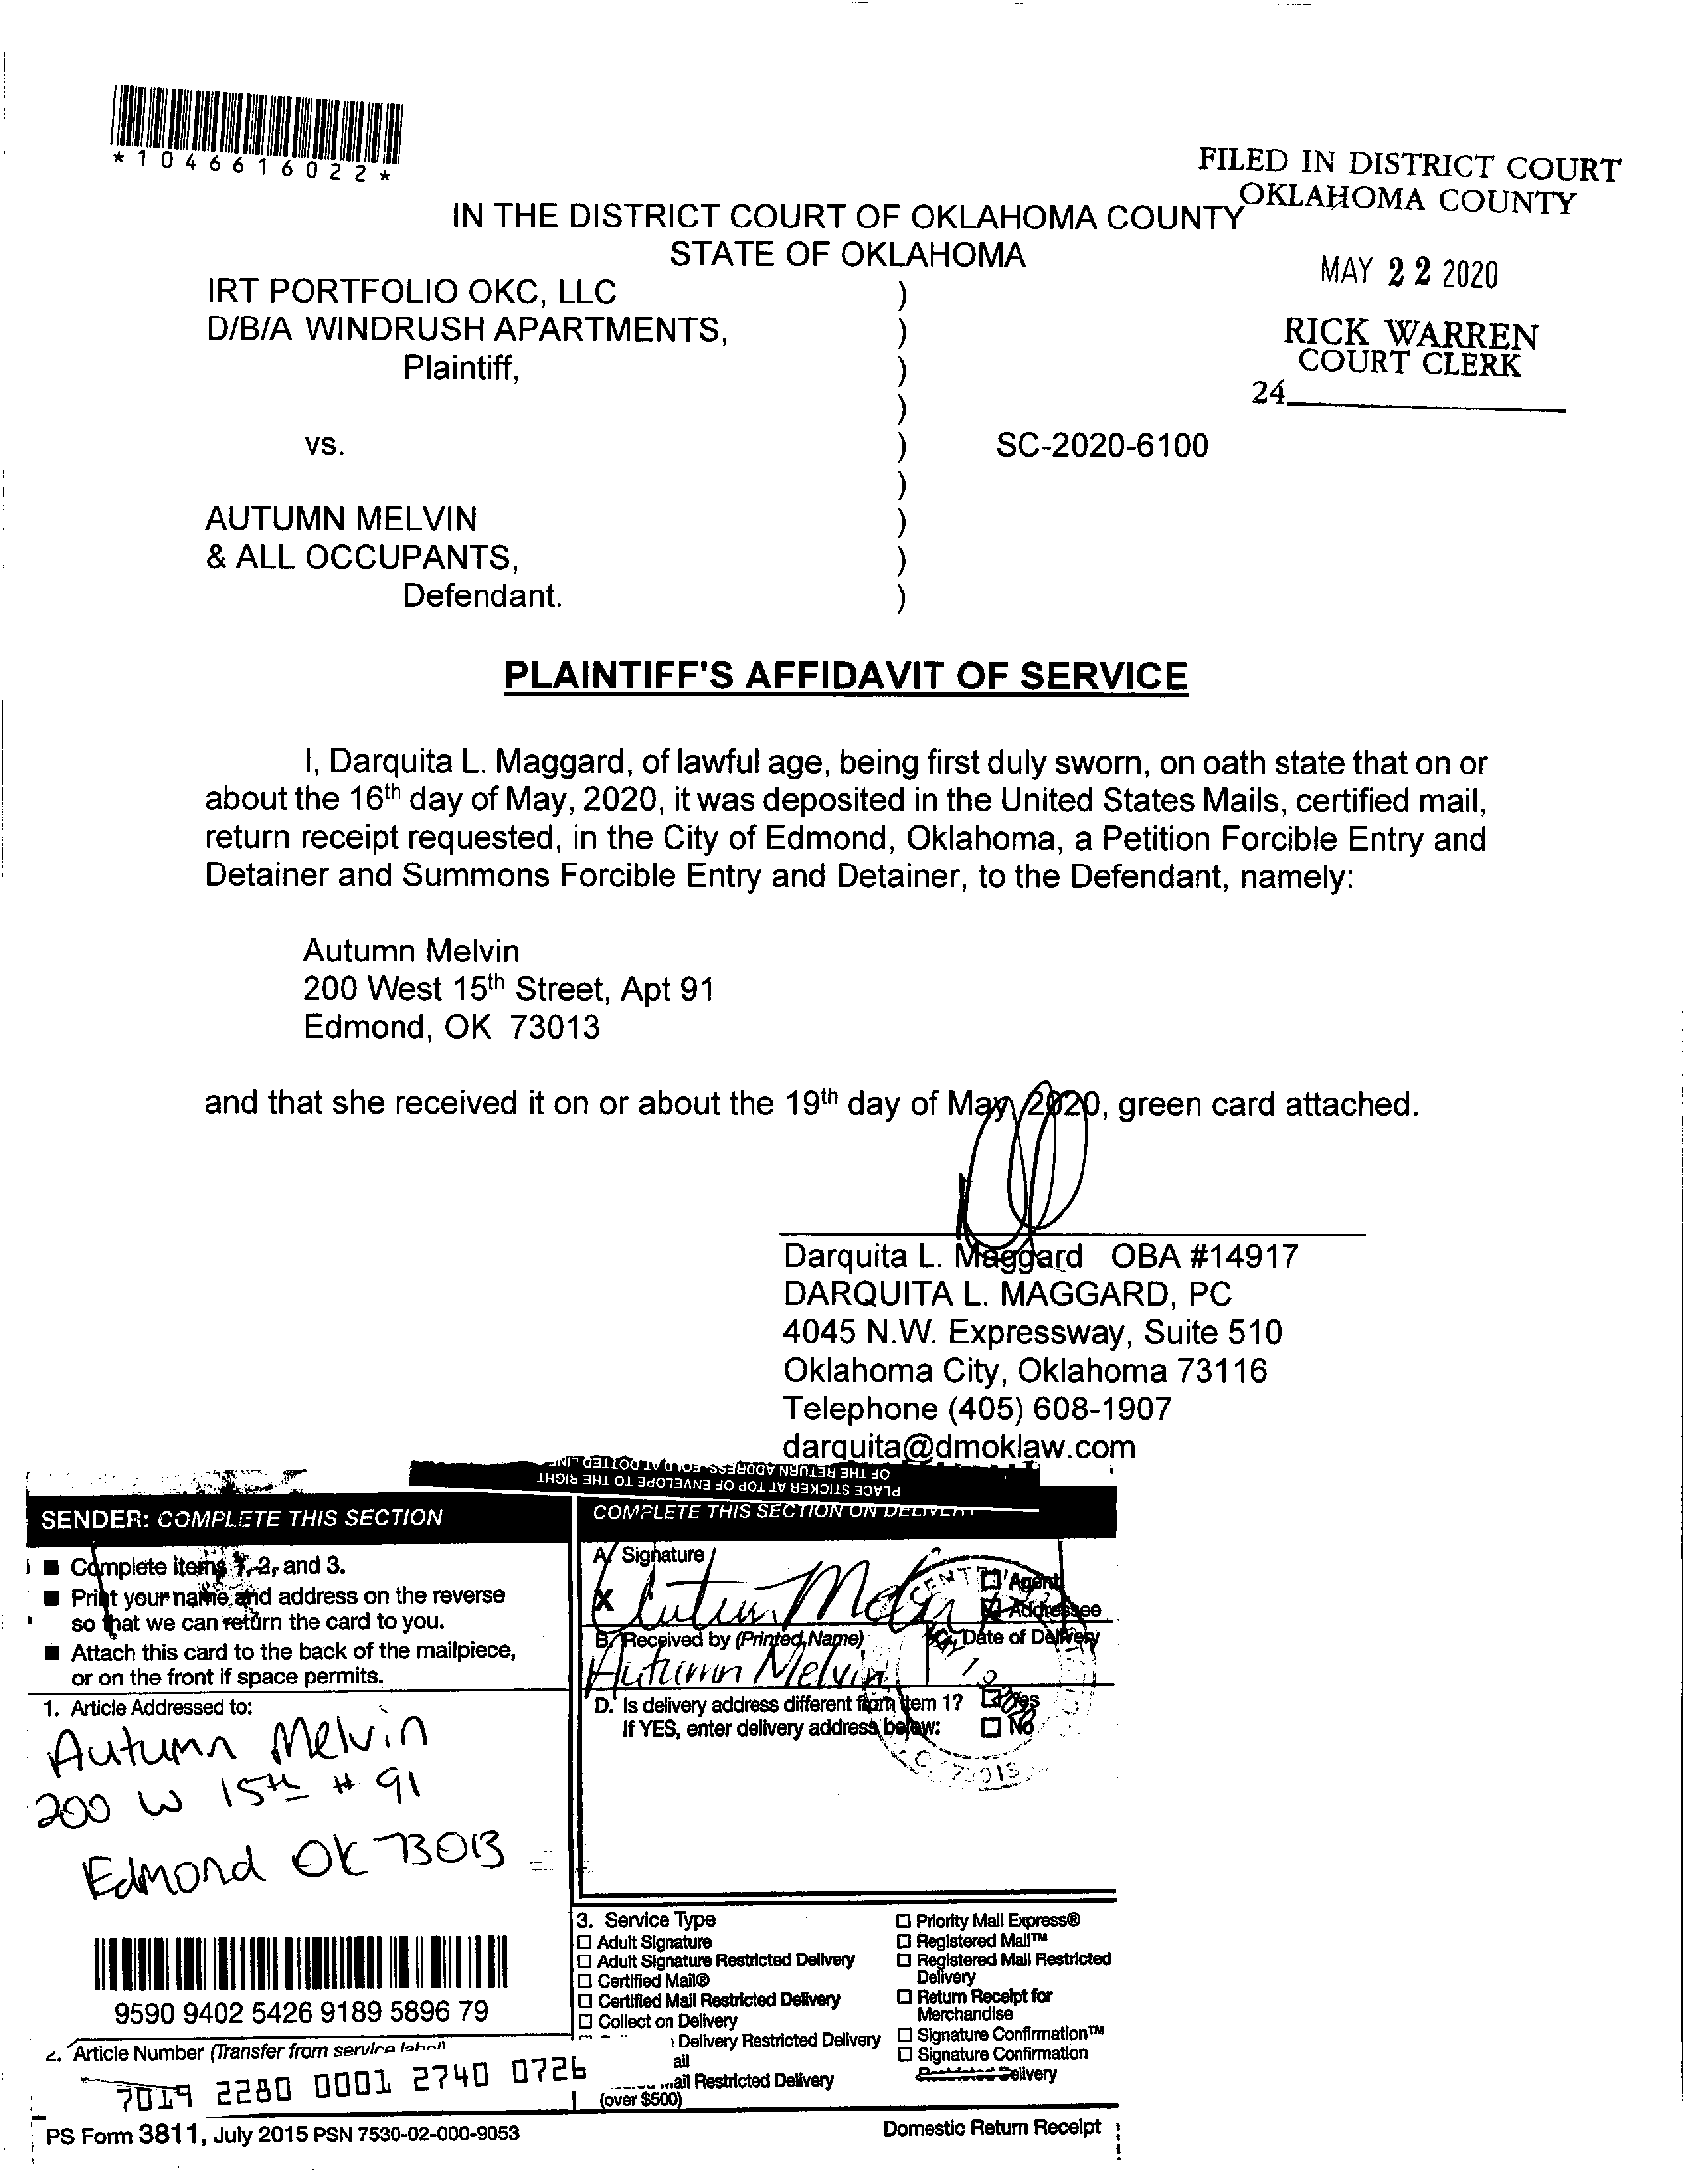 *1046616022*
FILED IN DISTRICT COURT
OKLAHOMA COUNTY
MAY 22 2020
RICK WARREN
COURT CLERK
24
IN THE DISTRICT COURT OF OKLAHOMA COUNTY
STATE OF OKLAHOMA
IRT PORTFOLIO OKC, LLC )
D/B/A WINDRUSH APARTMENTS, )
Plaintiff, )
)
vs. ) SC-2020-6100
)
AUTUMN MELVIN )
& ALL OCCUPANTS, )
Defendant. )
PLAINTIFF'S AFFIDAVIT OF SERVICE
I, Darquita L. Maggard, of lawful age, being first duly sworn, on oath state that on or
about the 16th day of May, 2020, it was deposited in the United States Mails, certified mail,
return receipt requested, in the City of Edmond, Oklahoma, a Petition Forcible Entry and
Detainer and Summons Forcible Entry and Detainer, to the Defendant, namely:
Autumn Melvin
200 West 15th Street, Apt 91
Edmond, OK 73013
and that she received it on or about the 19th day of May, 2020, green card attached.
Darquita L. Maggard OBA #14917
DARQUITA L. MAGGARD, PC
4045 N.W. Expressway, Suite 510
Oklahoma City, Oklahoma 73116
Telephone (405) 608-1907
darquita@dmoklaw.com
PLACE STICKER AT TOP OF ENVELOPE TO THE RIGHT
OF THE RETURN ADDRESS, FOLD AT DOTTED LINE
SENDER: COMPLETE THIS SECTION
■ Complete items 1, 2, and 3.
■ Print your name and address on the reverse
so that we can return the card to you.
■ Attach this card to the back of the mailpiece,
or on the front if space permits.
1. Article Addressed to:
Autumn Melvin
200 W 15th # 91
Edmond OK 73013
9590 9402 5426 9189 5896 79
2. Article Number (Transfer from service label)
7019 2280 0001 2740 0726
COMPLETE THIS SECTION ON DELIVERY
A. Signature
X Autumn Melvin
☐ Agent
☒ Addressee
B. Received by (Printed Name)
Autumn Melvin
C. Date of Delivery
D. Is delivery address different from item 1? ☐ Yes
If YES, enter delivery address below: ☐ No
73013
3. Service Type
☐ Adult Signature
☐ Adult Signature Restricted Delivery
☐ Certified Mail®
☐ Certified Mail Restricted Delivery
☐ Collect on Delivery
Delivery Restricted Delivery
ail
ail Restricted Delivery
(over $500)
☐ Priority Mail Express®
☐ Registered Mail™
☐ Registered Mail Restricted
Delivery
☐ Return Receipt for
Merchandise
☐ Signature Confirmation™
☐ Signature Confirmation
Restricted Delivery
PS Form 3811, July 2015 PSN 7530-02-000-9053
Domestic Return Receipt